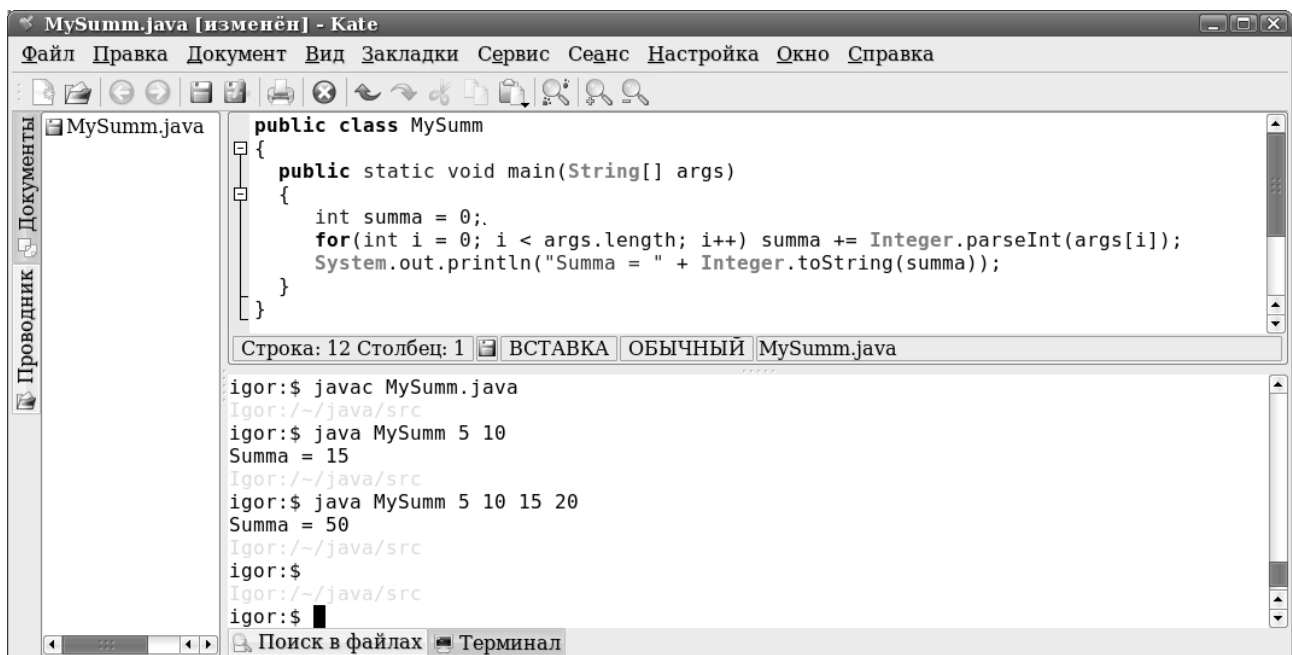 MySumm.java [изменён] - Kate
Файл Правка Документ Вид Закладки Сервис Сеанс Настройка Окно Справка
Документы
Проводник
MySumm.java
public class MySumm
{
public static void main(String[] args)
{
int summa = 0;.
for(int i = 0; i < args.length; i++) summa += Integer.parseInt(args[i]);
System.out.println("Summa = " + Integer.toString(summa));
}
}
Строка: 12 Столбец: 1 ВСТАВКА ОБЫЧНЫЙ MySumm.java
igor:$ javac MySumm.java
Igor:/~/java/src
igor:$ java MySumm 5 10
Summa = 15
Igor:/~/java/src
igor:$ java MySumm 5 10 15 20
Summa = 50
Igor:/~/java/src
igor:$
Igor:/~/java/src
igor:$
Поиск в файлах Терминал